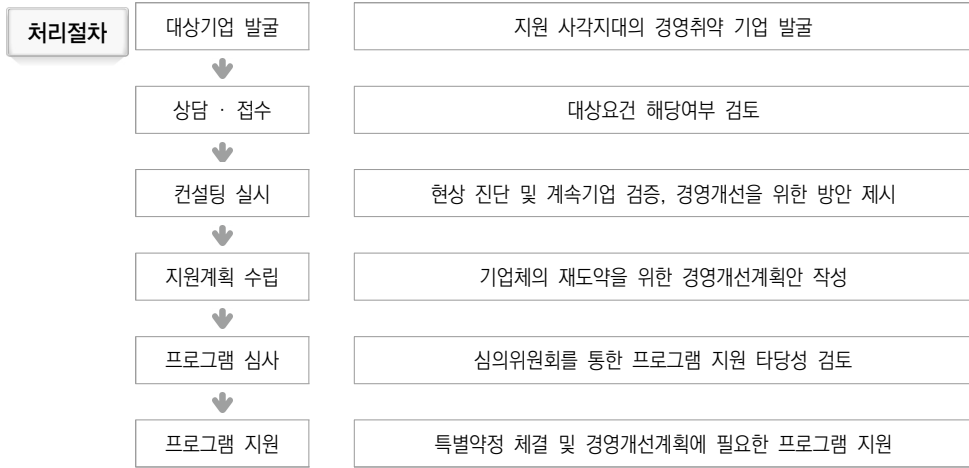 처리절차
대상기업 발굴 지원 사각지대의 경영취약 기업 발굴
상담 · 접수 대상요건 해당여부 검토
컨설팅 실시 현상 진단 및 계속기업 검증, 경영개선을 위한 방안 제시
지원계획 수립 기업체의 재도약을 위한 경영개선계획안 작성
프로그램 심사 심의위원회를 통한 프로그램 지원 타당성 검토
프로그램 지원 특별약정 체결 및 경영개선계획에 필요한 프로그램 지원